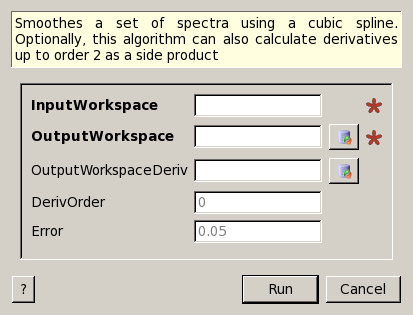 Smoothes a set of spectra using a cubic spline.
Optionally, this algorithm can also calculate derivatives
up to order 2 as a side product
InputWorkspace
OutputWorkspace
OutputWorkspaceDeriv
DerivOrder 0
Error 0.05
? Run Cancel